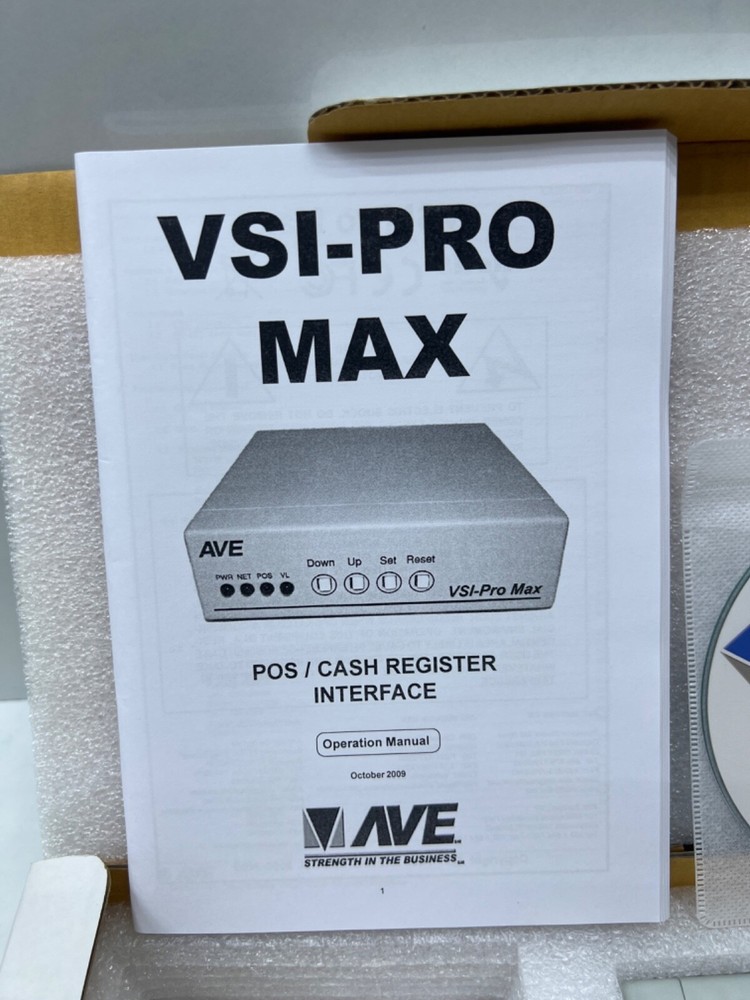 VSI-PRO
MAX
AVE
PWR NET POS VL
Down Up Set Reset
VSI-Pro Max
POS / CASH REGISTER
INTERFACE
Operation Manual
October 2009
AVE
STRENGTH IN THE BUSINESS
1